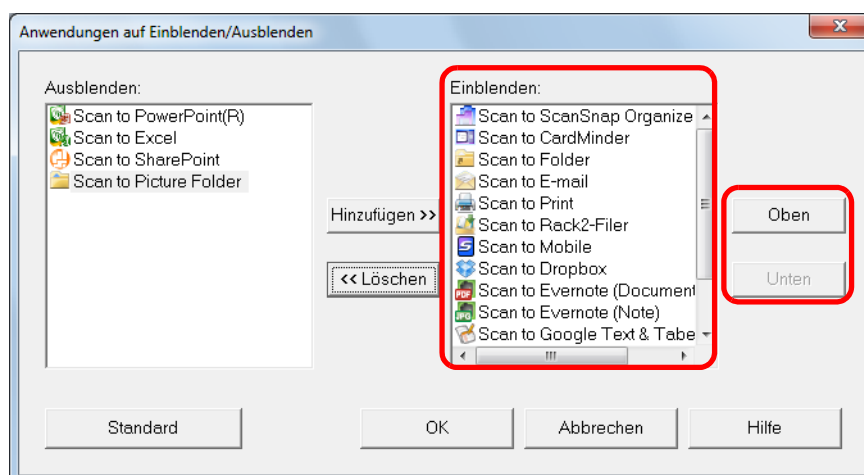 Anwendungen auf Einblenden/Ausblenden
Ausblenden:
Scan to PowerPoint(R)
Scan to Excel
Scan to SharePoint
Scan to Picture Folder
Hinzufügen >>
<< Löschen
Einblenden:
Scan to ScanSnap Organize
Scan to CardMinder
Scan to Folder
Scan to E-mail
Scan to Print
Scan to Rack2-Filer
Scan to Mobile
Scan to Dropbox
Scan to Evernote (Document
Scan to Evernote (Note)
Scan to Google Text & Tabe
Oben
Unten
Standard
OK
Abbrechen
Hilfe